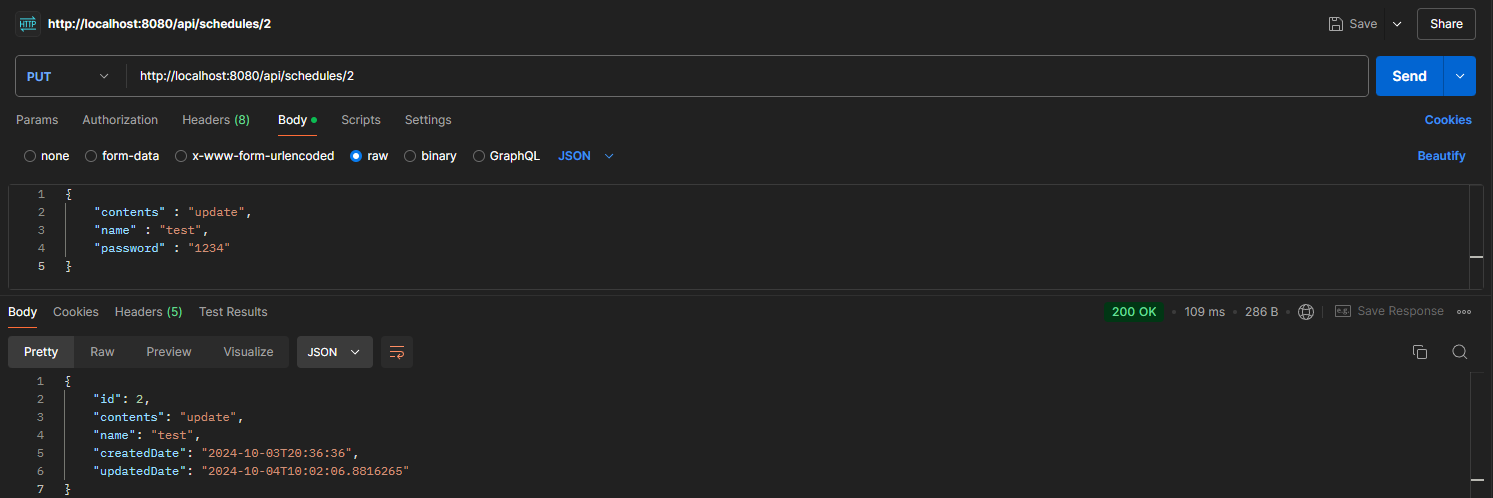 HTTP http://localhost:8080/api/schedules/2 Save Share
PUT http://localhost:8080/api/schedules/2 Send
Params Authorization Headers (8) Body Scripts Settings Cookies
none form-data x-www-form-urlencoded raw binary GraphQL JSON Beautify
1 {
2 "contents" : "update",
3 "name" : "test",
4 "password" : "1234"
5 }
Body Cookies Headers (5) Test Results 200 OK • 109 ms • 286 B • e.g. Save Response
Pretty Raw Preview Visualize JSON
1 {
2 "id": 2,
3 "contents": "update",
4 "name": "test",
5 "createdDate": "2024-10-03T20:36:36",
6 "updatedDate": "2024-10-04T10:02:06.8816265"
7 }